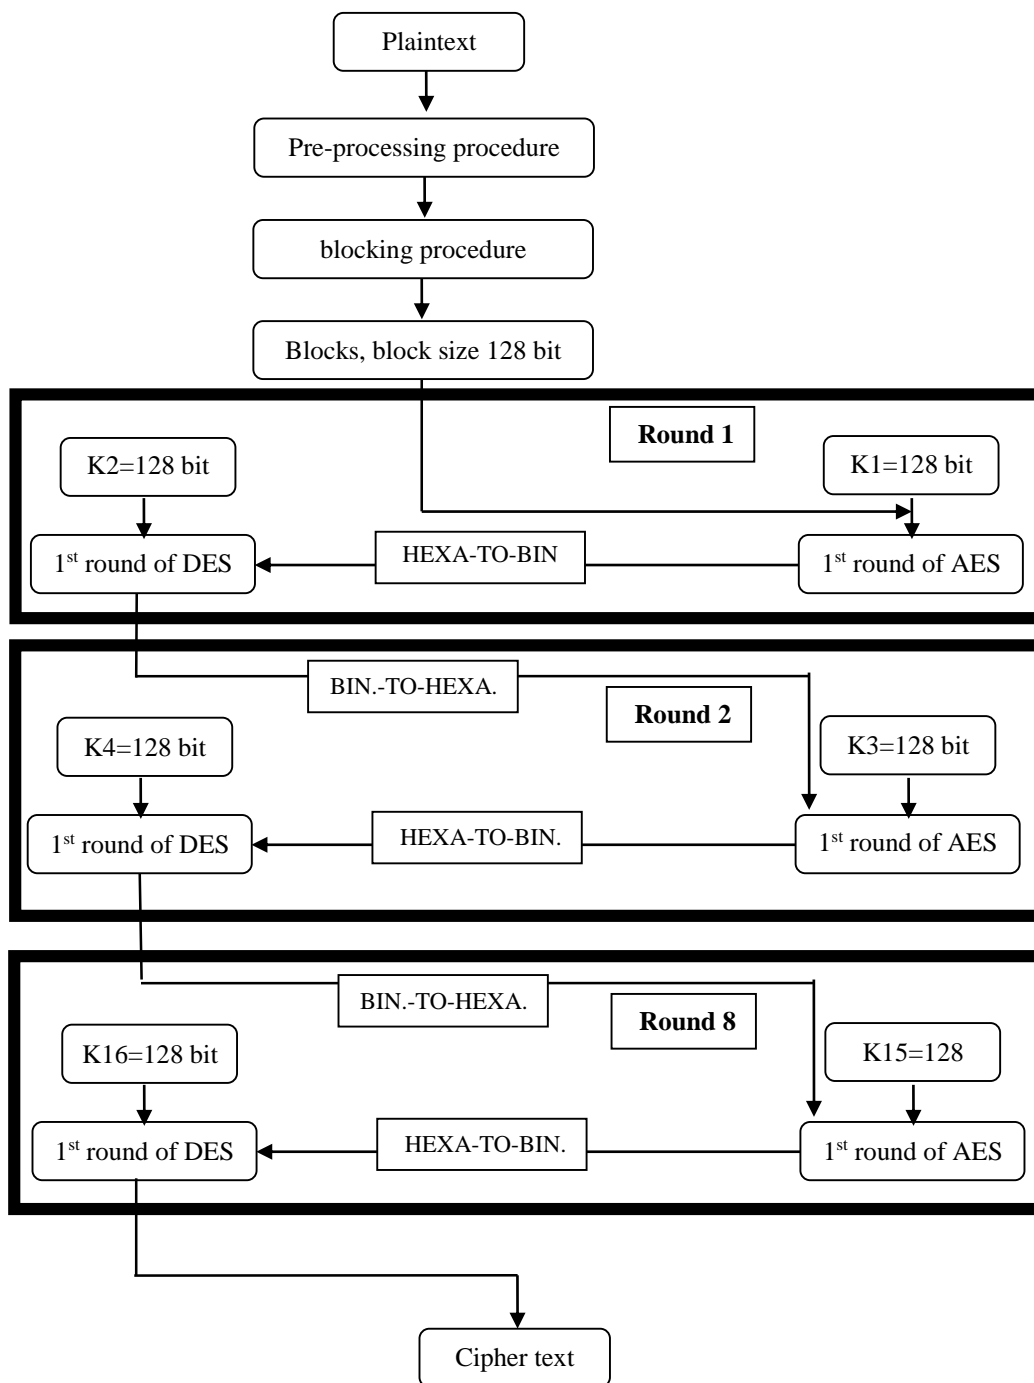 Plaintext
Pre-processing procedure
blocking procedure
Blocks, block size 128 bit
Round 1
K2=128 bit
K1=128 bit
1st round of DES
HEXA-TO-BIN
1st round of AES
BIN.-TO-HEXA.
Round 2
K4=128 bit
K3=128 bit
1st round of DES
HEXA-TO-BIN.
1st round of AES
BIN.-TO-HEXA.
Round 8
K16=128 bit
K15=128
1st round of DES
HEXA-TO-BIN.
1st round of AES
Cipher text